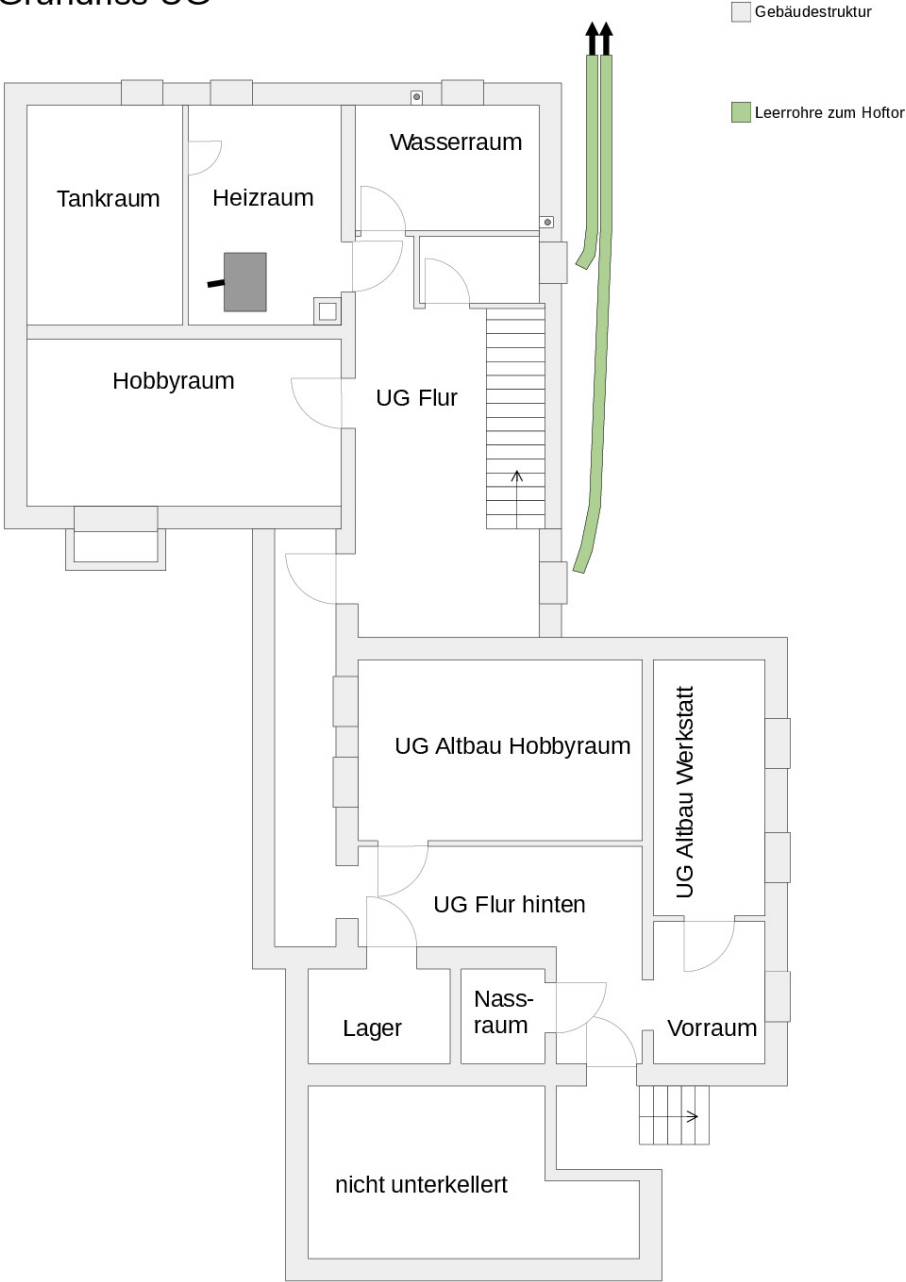 Grundriss UG
Gebäudestruktur
Leerrohre zum Hoftor
Wasserraum
Tankraum
Heizraum
Hobbyraum
UG Flur
UG Altbau Hobbyraum
UG Altbau Werkstatt
UG Flur hinten
Nass-
raum
Lager
Vorraum
nicht unterkellert